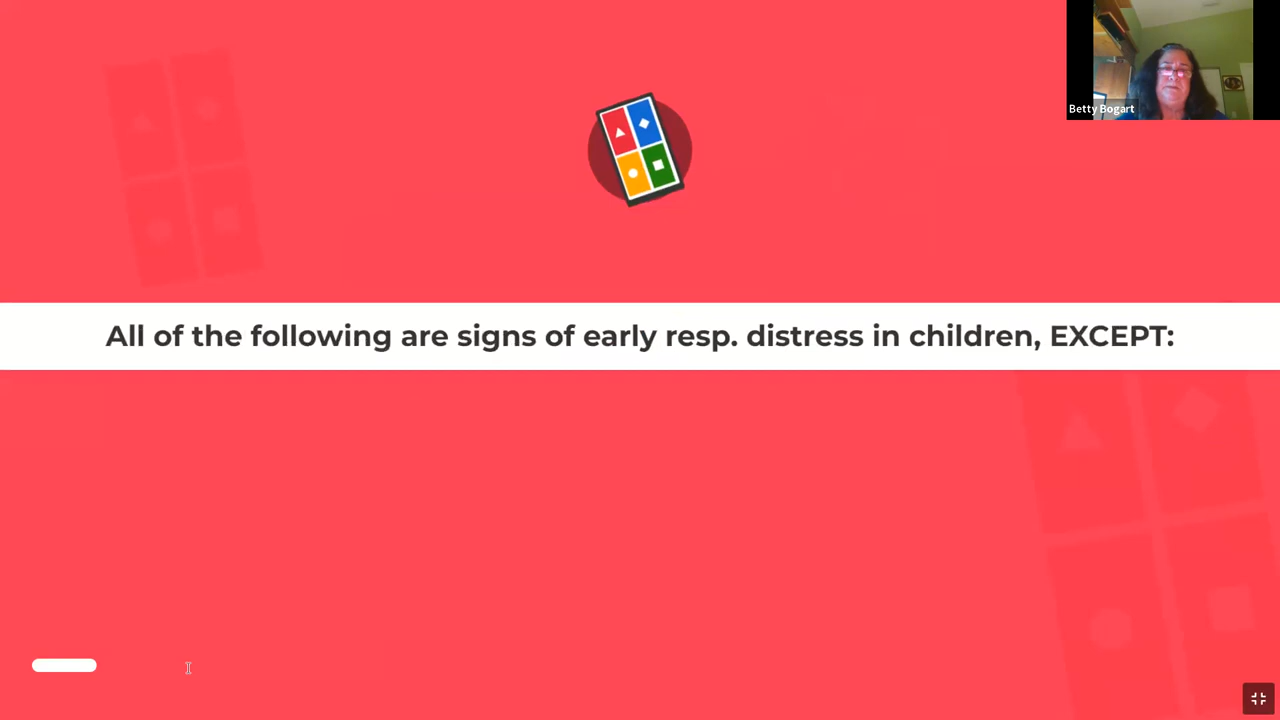 Betty Bogart
All of the following are signs of early resp. distress in children, EXCEPT: